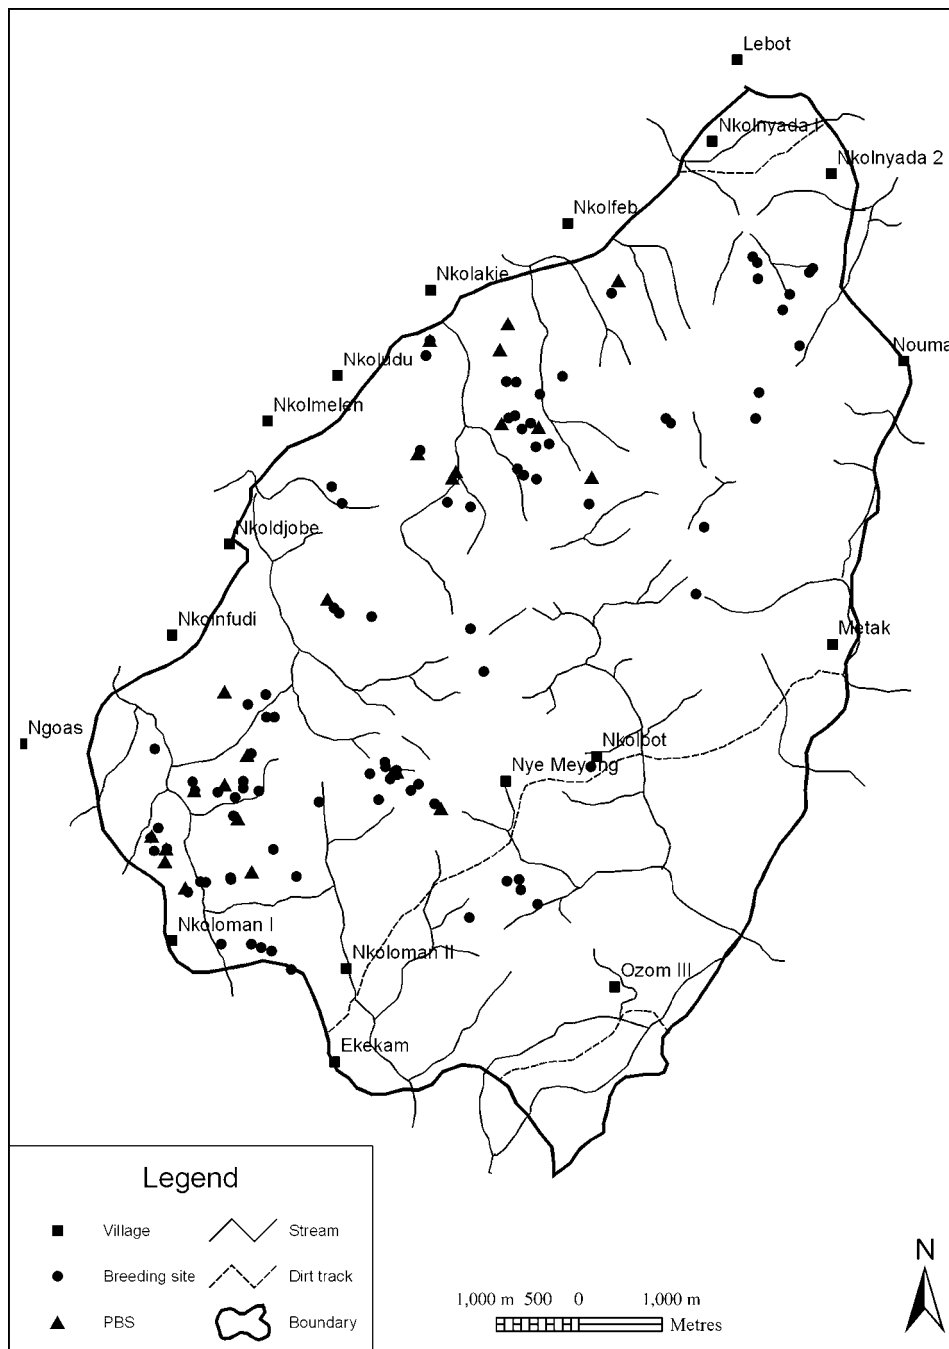 Lebot
Nkolnyada I
Nkolnyada 2
Nkolfeb
Nkolakie
Nouma
Nkoludu
Nkolmelen
Nkoldjobe
Nkolnfudi
Metak
Ngoas
Nkolbot
Nye Meyong
Nkoloman I
Nkoloman II
Ozom III
Ekekam
Legend
Village
Stream
Breeding site
Dirt track
PBS
Boundary
1,000 m 500 0 1,000 m
Metres
N